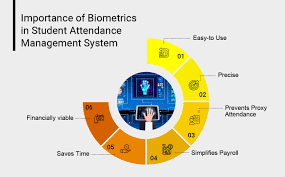 Importance of Biometrics
in Student Attendance
Management System
Easy-to Use
01
Precise
02
Prevents Proxy
Attendance
03
Simplifies Payroll
04
Saves Time
05
Financially viable
06